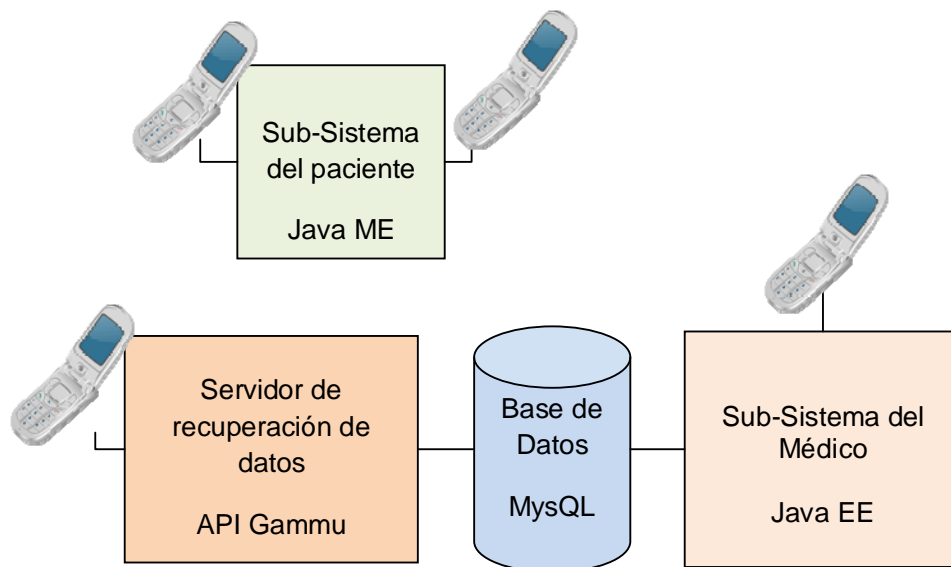 Sub-Sistema
del paciente
Java ME
Servidor de
recuperación de
datos
API Gammu
Base de
Datos
MysQL
Sub-Sistema del
Médico
Java EE